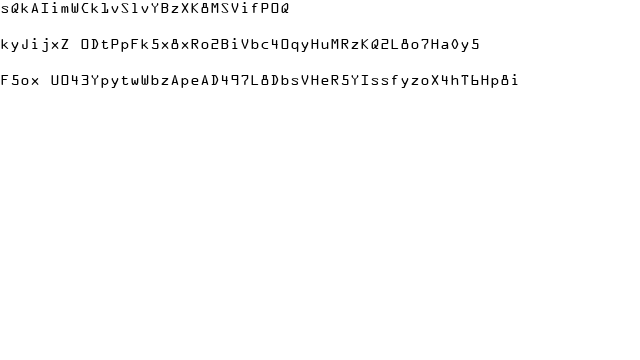 sQkAIimWCk1vSlvYBzXK8MSVifPOQ
kyJijxZ ODtPpFk5x8xRo2BiVbc4OqyHuMRzKQ2L8o7Ha0y5
F5ox UO43YpytwWbzApeAD497L8DbsVHeR5YIssfyzoX4hT6Hp8i